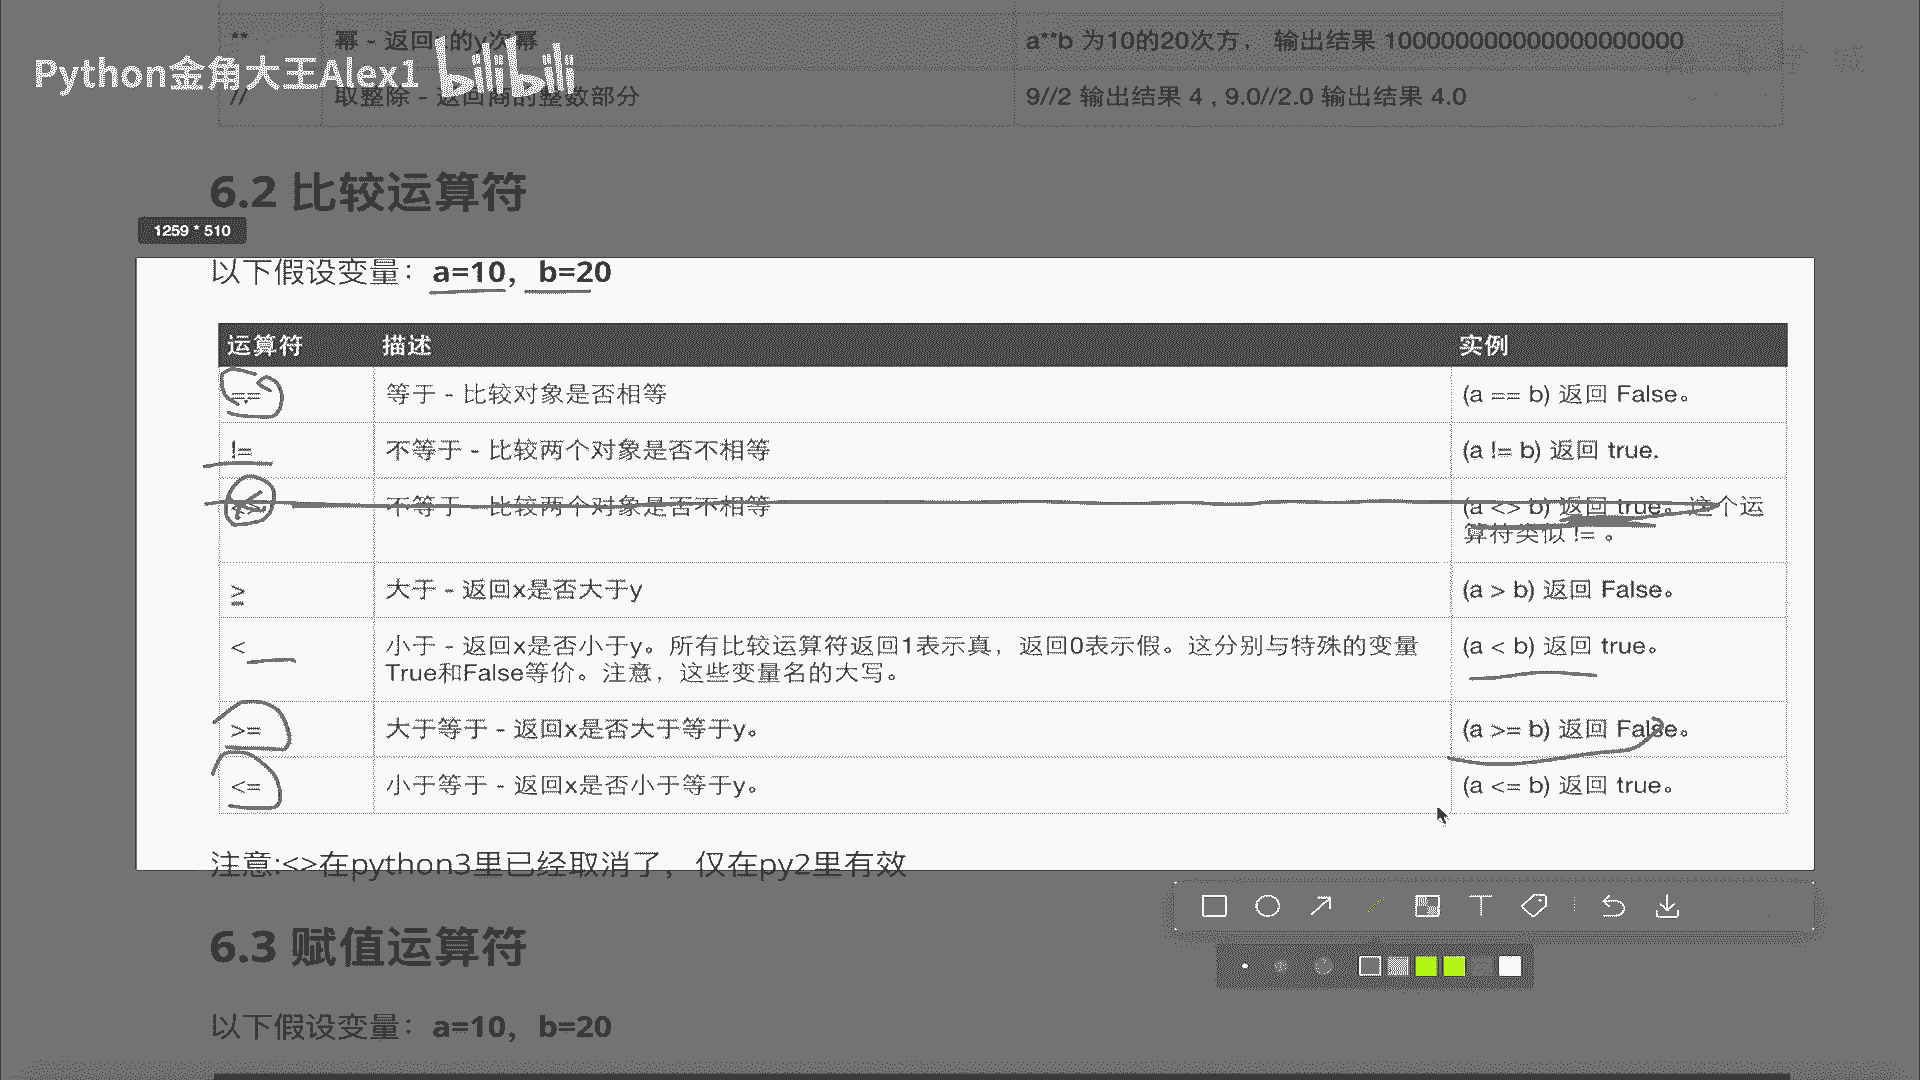 **
幂 - 返回x的y次幂
a**b 为10的20次方， 输出结果 100000000000000000000
Python金角大王Alex1 bilibili
//
取整除 - 返回商的整数部分
9//2 输出结果 4 , 9.0//2.0 输出结果 4.0
6.2 比较运算符
1259 * 510
以下假设变量：a=10，b=20
运算符 描述 实例
== 等于 - 比较对象是否相等 (a == b) 返回 False。
!= 不等于 - 比较两个对象是否不相等 (a != b) 返回 true.
<> 不等于 - 比较两个对象是否不相等 (a <> b) 返回 true。这个运
算符类似 != 。
> 大于 - 返回x是否大于y (a > b) 返回 False。
< 小于 - 返回x是否小于y。所有比较运算符返回1表示真，返回0表示假。这分别与特殊的变量 (a < b) 返回 true。
True和False等价。注意，这些变量名的大写。
>= 大于等于 - 返回x是否大于等于y。 (a >= b) 返回 False。
<= 小于等于 - 返回x是否小于等于y。 (a <= b) 返回 true。
注意:<>在python3里已经取消了，仅在py2里有效
6.3 赋值运算符
以下假设变量：a=10，b=20